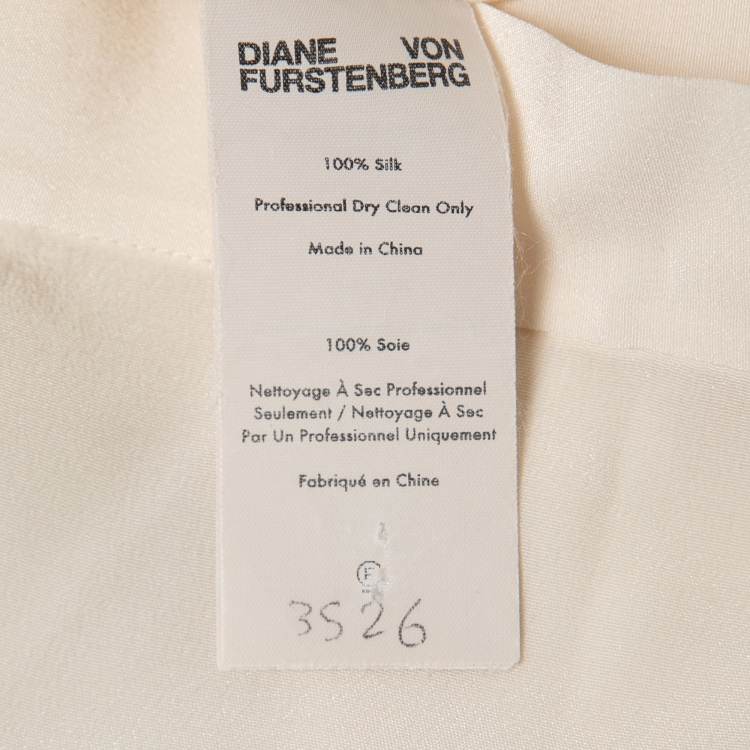 DIANE VON
FURSTENBERG
100% Silk
Professional Dry Clean Only
Made in China
100% Soie
Nettoyage À Sec Professionnel
Seulement / Nettoyage À Sec
Par Un Professionnel Uniquement
Fabriqué en Chine
F
3526